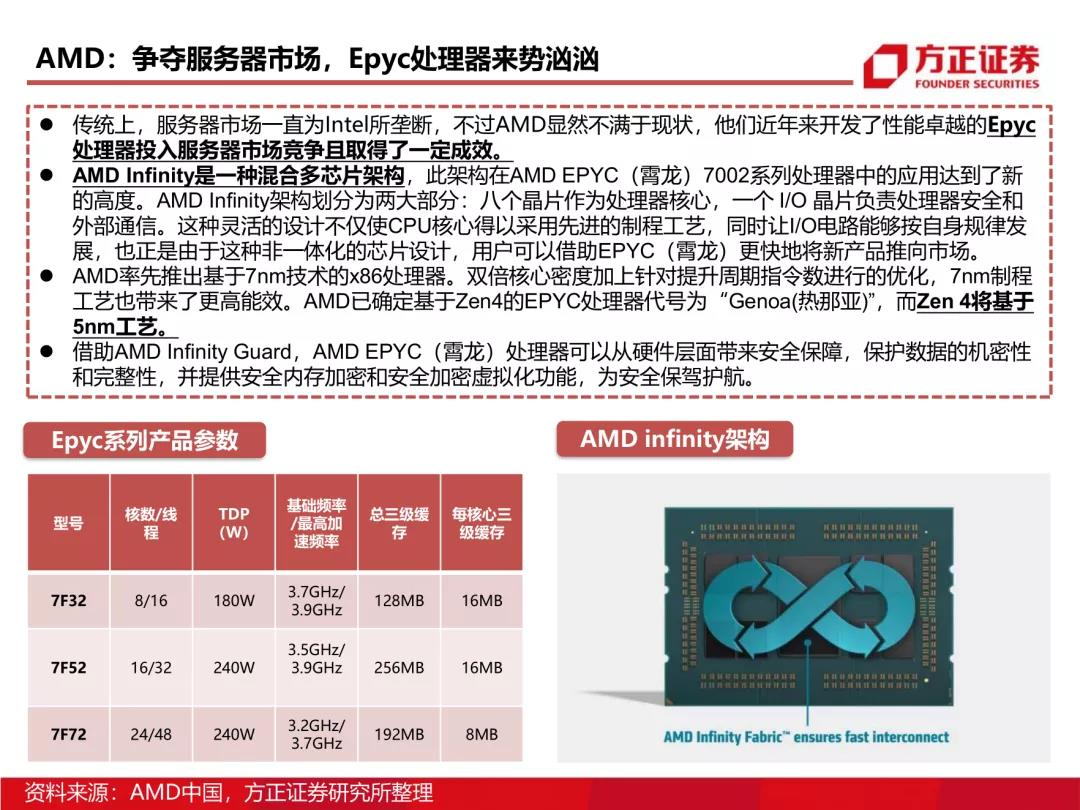 AMD：争夺服务器市场，Epyc处理器来势汹汹
方正证券
FOUNDER SECURITIES
● 传统上，服务器市场一直为Intel所垄断，不过AMD显然不满于现状，他们近年来开发了性能卓越的Epyc
处理器投入服务器市场竞争且取得了一定成效。
● AMD Infinity是一种混合多芯片架构，此架构在AMD EPYC（霄龙）7002系列处理器中的应用达到了新
的高度。AMD Infinity架构划分为两大部分：八个晶片作为处理器核心，一个 I/O 晶片负责处理器安全和
外部通信。这种灵活的设计不仅使CPU核心得以采用先进的制程工艺，同时让I/O电路能够按自身规律发
展，也正是由于这种非一体化的芯片设计，用户可以借助EPYC（霄龙）更快地将新产品推向市场。
● AMD率先推出基于7nm技术的x86处理器。双倍核心密度加上针对提升周期指令数进行的优化，7nm制程
工艺也带来了更高能效。AMD已确定基于Zen4的EPYC处理器代号为“Genoa(热那亚)”，而Zen 4将基于
5nm工艺。
● 借助AMD Infinity Guard，AMD EPYC（霄龙）处理器可以从硬件层面带来安全保障，保护数据的机密性
和完整性，并提供安全内存加密和安全加密虚拟化功能，为安全保驾护航。
Epyc系列产品参数
型号 核数/线程 TDP（W） 基础频率/最高加速频率 总三级缓存 每核心三级缓存
7F32 8/16 180W 3.7GHz/3.9GHz 128MB 16MB
7F52 16/32 240W 3.5GHz/3.9GHz 256MB 16MB
7F72 24/48 240W 3.2GHz/3.7GHz 192MB 8MB
AMD infinity架构
AMD Infinity Fabric™ ensures fast interconnect
资料来源：AMD中国，方正证券研究所整理